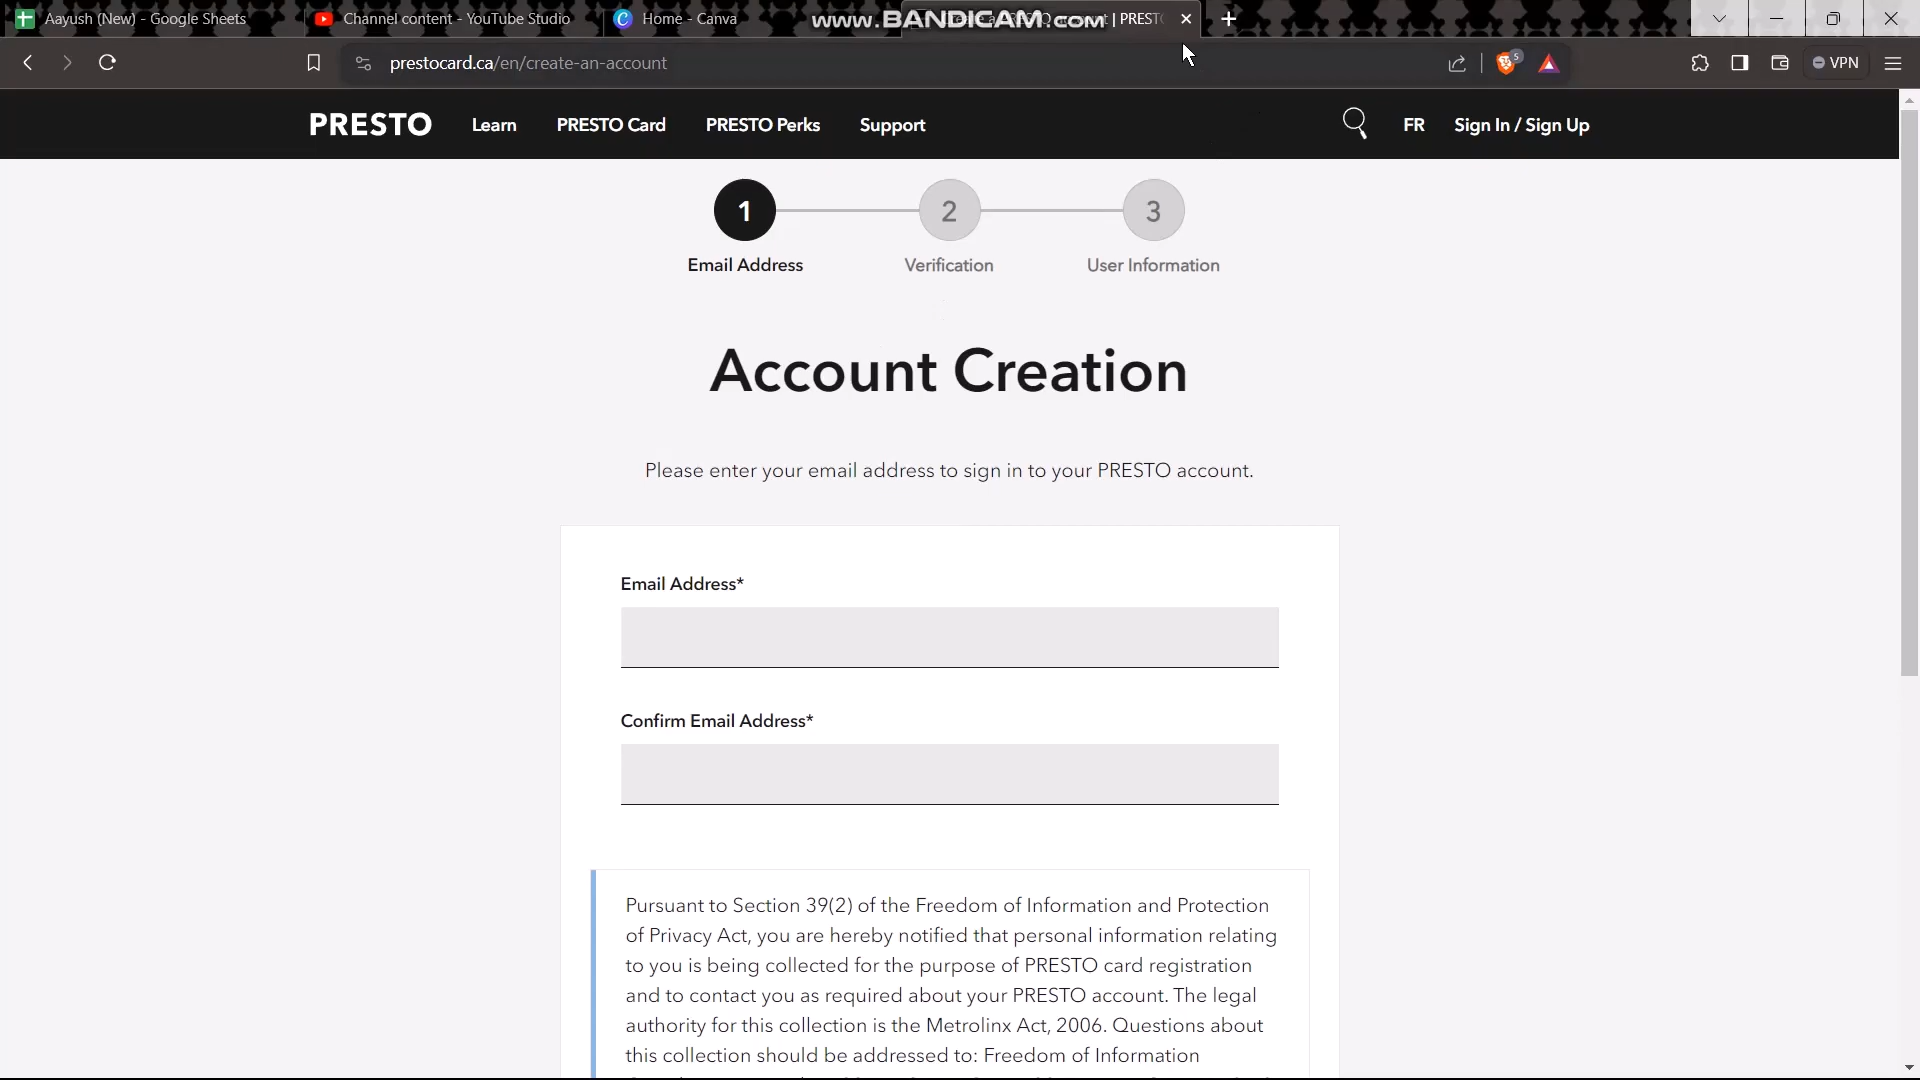 Aayush (New) - Google Sheets
Channel content - YouTube Studio
Home - Canva
www.BANDICAM.com
| PREST
prestocard.ca/en/create-an-account
5
VPN
PRESTO
Learn
PRESTO Card
PRESTO Perks
Support
FR
Sign In / Sign Up
1
2
3
Email Address
Verification
User Information
Account Creation
Please enter your email address to sign in to your PRESTO account.
Email Address*
Confirm Email Address*
Pursuant to Section 39(2) of the Freedom of Information and Protection
of Privacy Act, you are hereby notified that personal information relating
to you is being collected for the purpose of PRESTO card registration
and to contact you as required about your PRESTO account. The legal
authority for this collection is the Metrolinx Act, 2006. Questions about
this collection should be addressed to: Freedom of Information